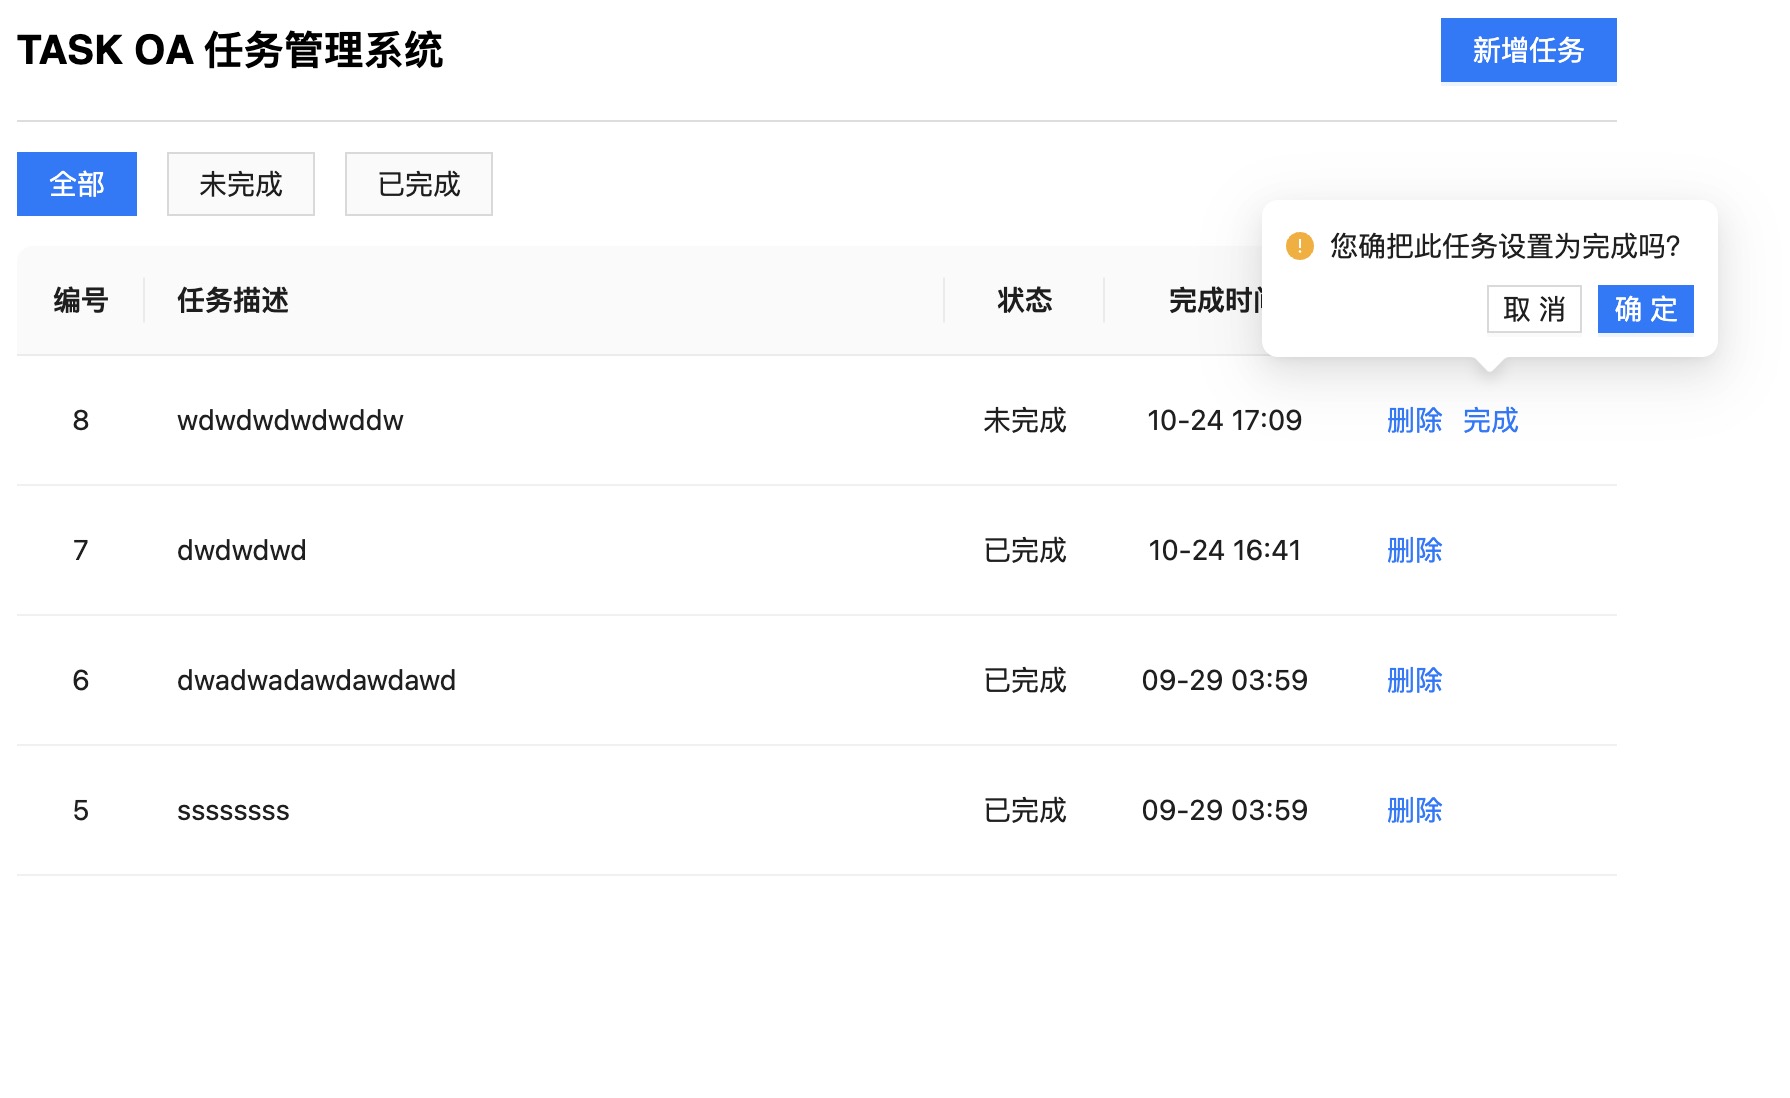 TASK OA 任务管理系统
新增任务
全部
未完成
已完成
您确把此任务设置为完成吗?
取 消
确 定
编号
任务描述
状态
完成时
8
wdwdwdwdwddw
未完成
10-24 17:09
删除
完成
7
dwdwdwd
已完成
10-24 16:41
删除
6
dwadwadawdawdawd
已完成
09-29 03:59
删除
5
ssssssss
已完成
09-29 03:59
删除